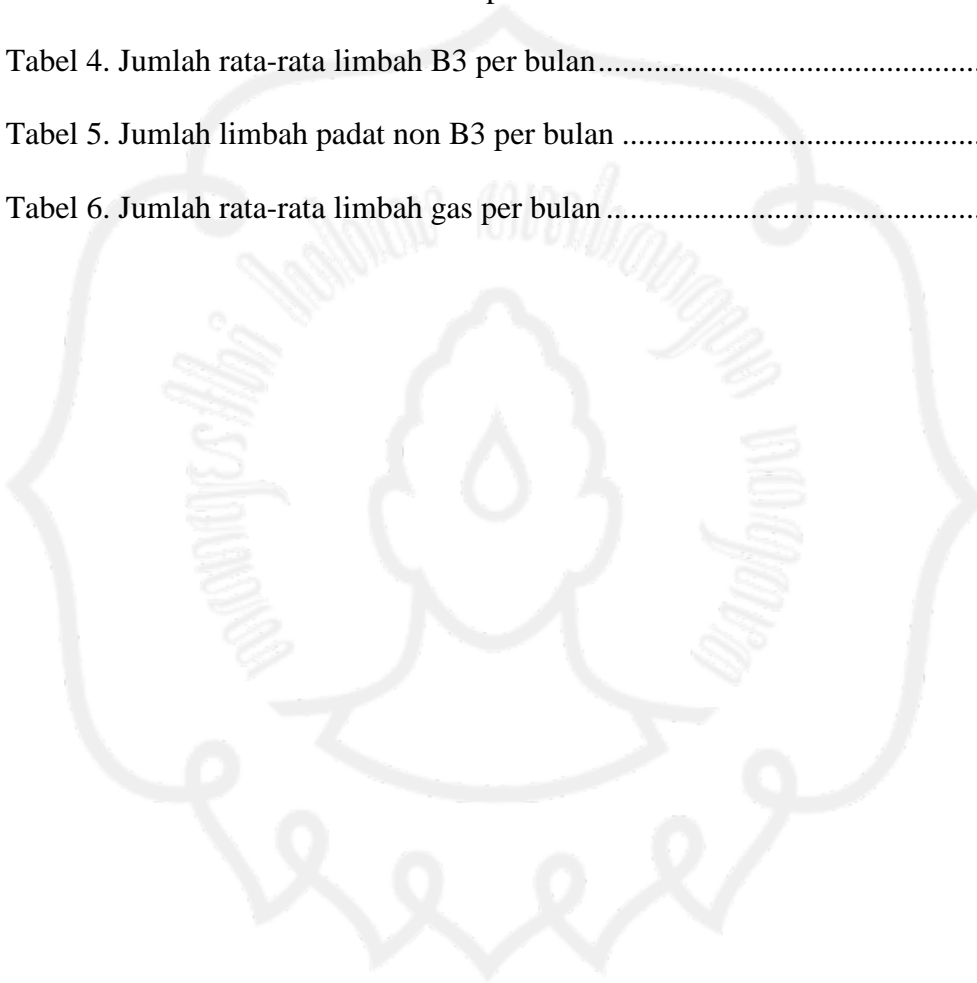 Tabel 4. Jumlah rata-rata limbah B3 per bulan................................................
Tabel 5. Jumlah limbah padat non B3 per bulan .............................................
Tabel 6. Jumlah rata-rata limbah gas per bulan...............................................